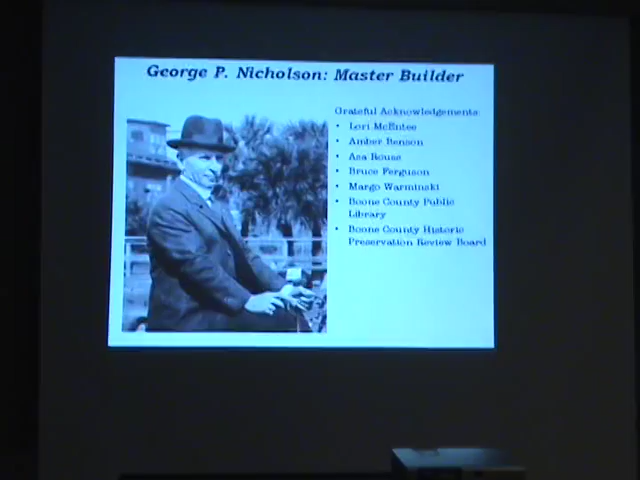 George P. Nicholson: Master Builder
Grateful Acknowledgements:
• Lori McEntee
• Amber Benson
• Asa Rouse
• Bruce Ferguson
• Margo Warminski
• Boone County Public
Library
• Boone County Historic
Preservation Review Board